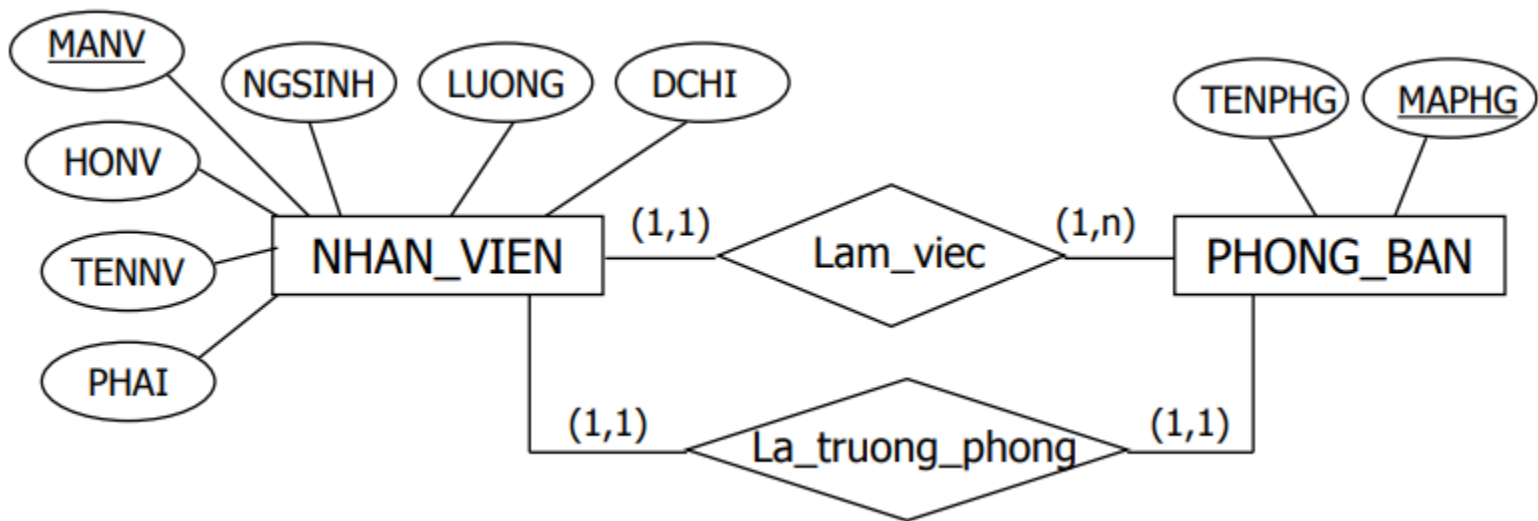 MANV
NGSINH
LUONG
DCHI
TENPHG
MAPHG
HONV
TENNV
PHAI
NHAN_VIEN
(1,1)
Lam_viec
(1,n)
PHONG_BAN
(1,1)
La_truong_phong
(1,1)